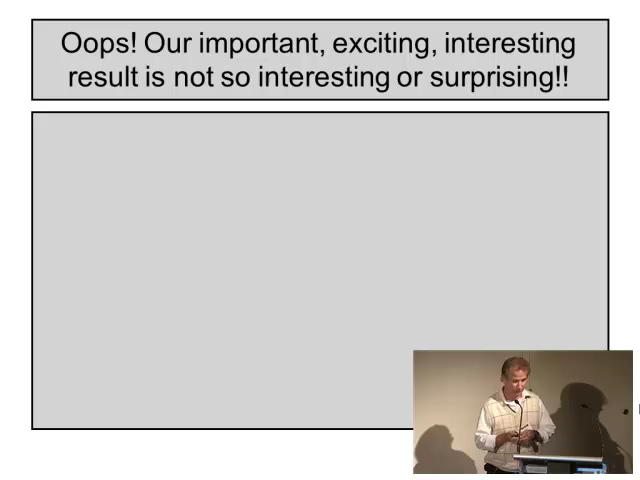 Oops! Our important, exciting, interesting
result is not so interesting or surprising!!